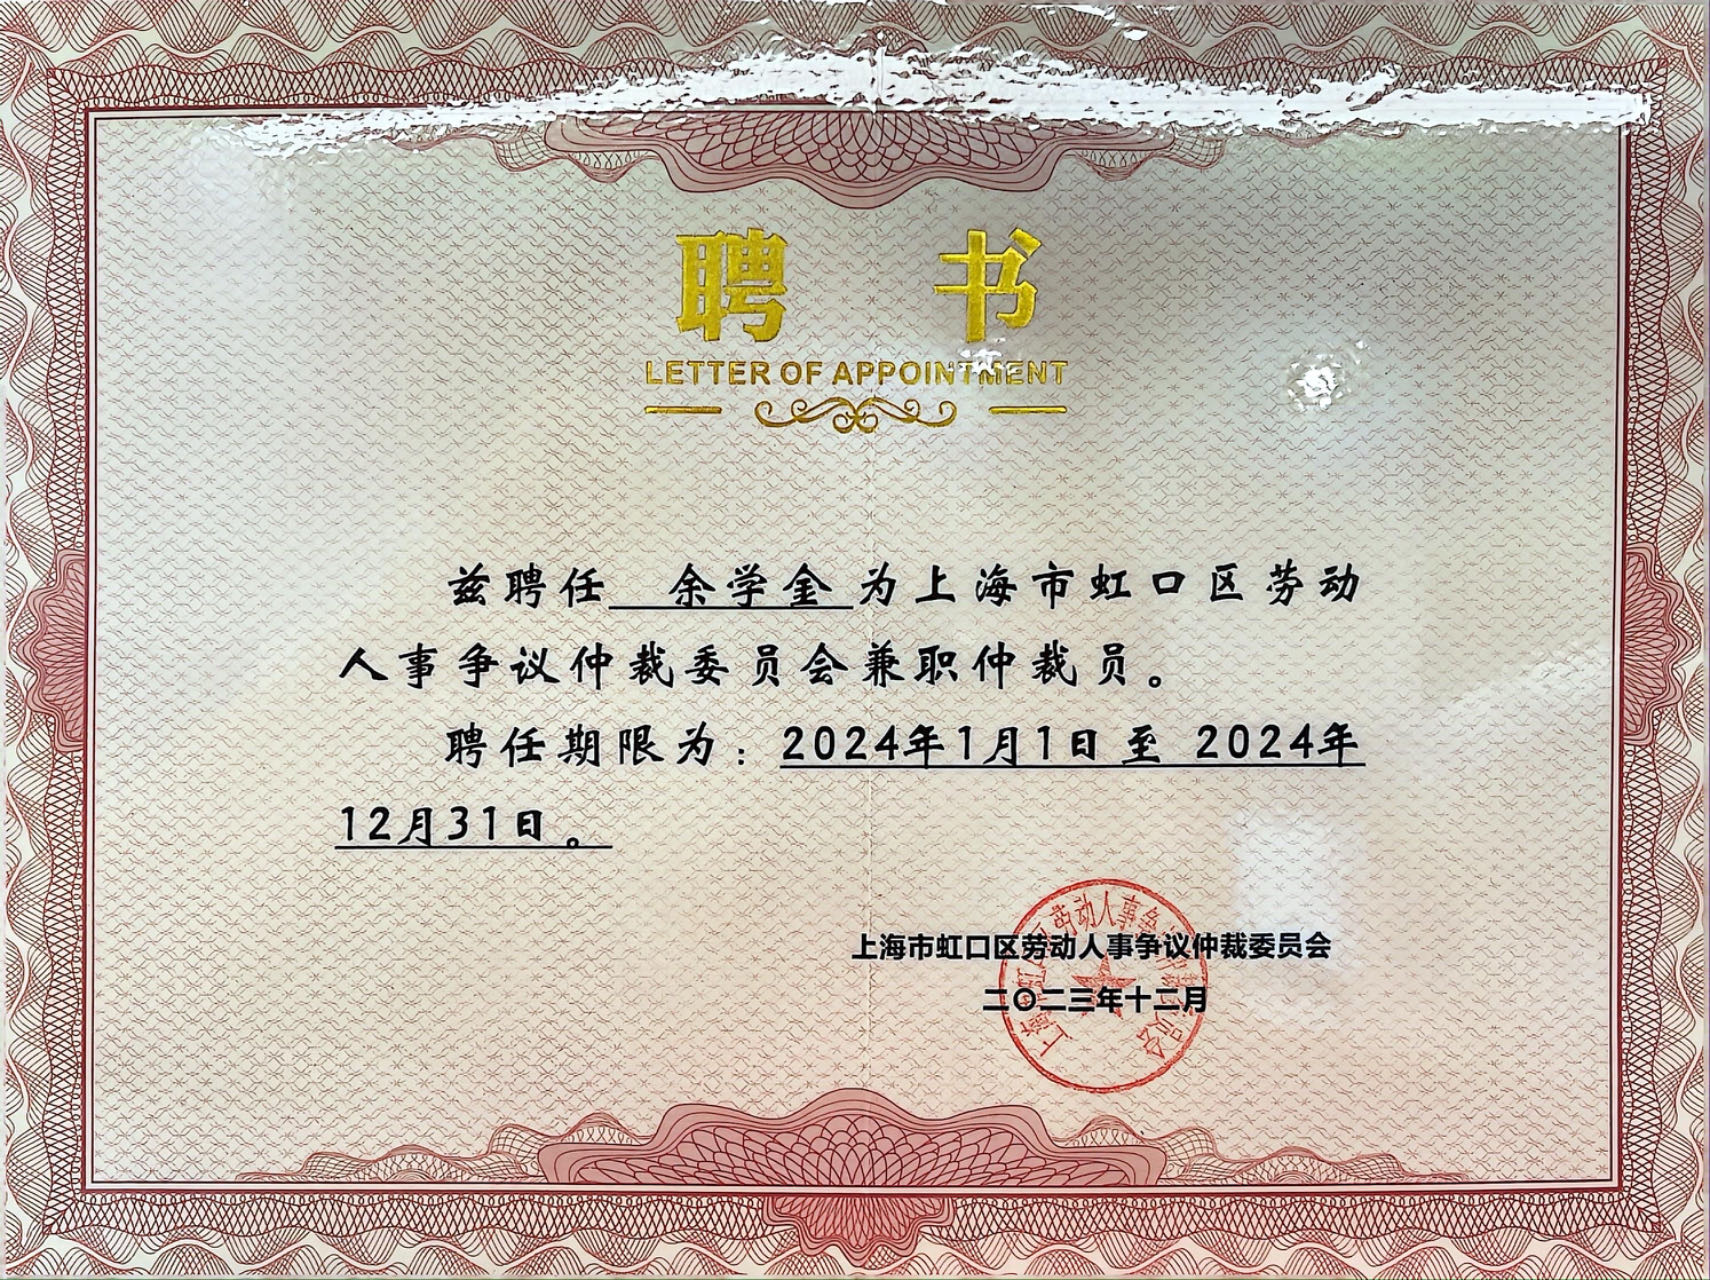 聘 书
LETTER OF APPOINTMENT
兹聘任 余学金 为上海市虹口区劳动
人事争议仲裁委员会兼职仲裁员。
聘任期限为：2024年1月1日 至 2024年
12月31日。
上海市虹口区劳动人事争议仲裁委员会
二〇二三年十二月